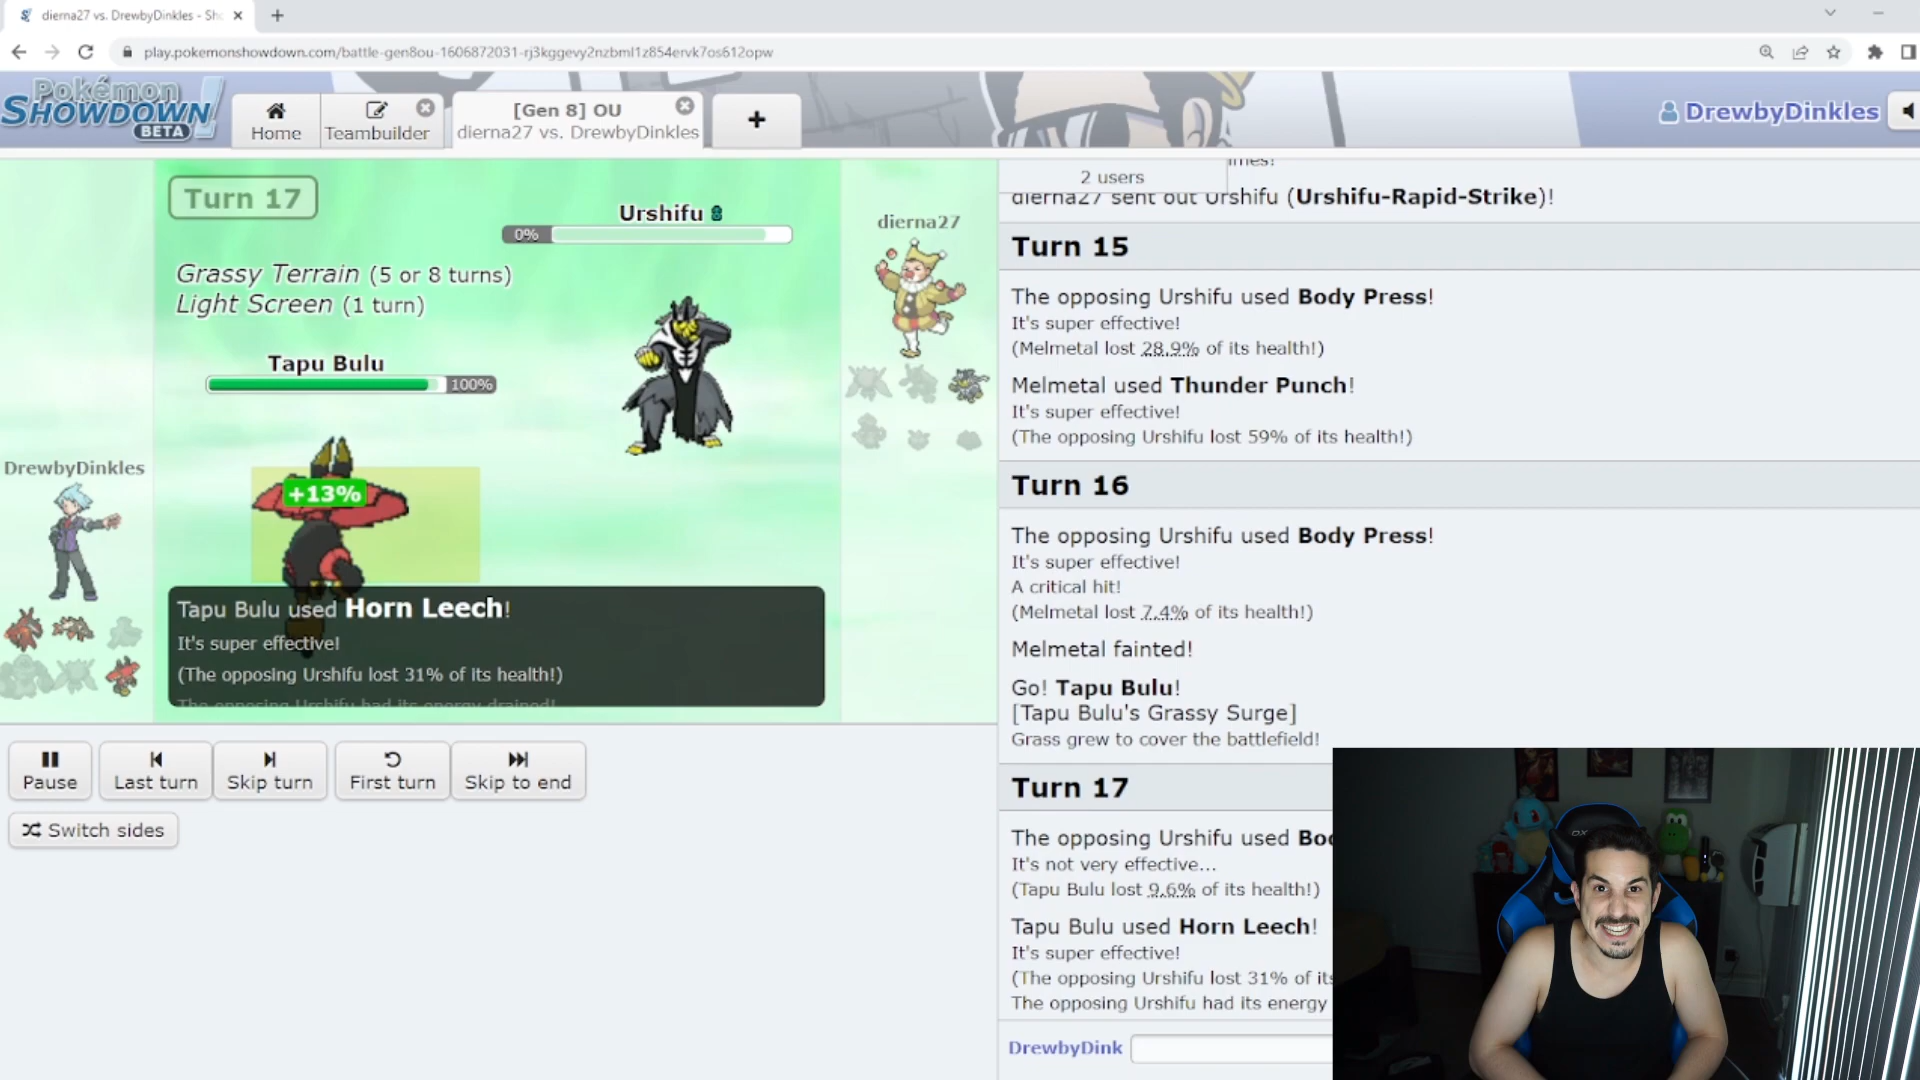 dierna27 vs. DrewbyDinkles - Sho
play.pokemonshowdown.com/battle-gen8ou-1606872031-rj3kggevy2nzbml1z854ervk7os612opw
Pokémon
SHOWDOWN!
BETA
Home
Teambuilder
[Gen 8] OU
dierna27 vs. DrewbyDinkles
DrewbyDinkles
Turn 17
Urshifu
0%
Grassy Terrain (5 or 8 turns)
Light Screen (1 turn)
Tapu Bulu
100%
+13%
dierna27
DrewbyDinkles
Tapu Bulu used Horn Leech!
It's super effective!
(The opposing Urshifu lost 31% of its health!)
The opposing Urshifu had its energy drained!
Pause
Last turn
Skip turn
First turn
Skip to end
Switch sides
2 users
dierna27 sent out Urshifu (Urshifu-Rapid-Strike)!
Turn 15
The opposing Urshifu used Body Press!
It's super effective!
(Melmetal lost 28.9% of its health!)
Melmetal used Thunder Punch!
It's super effective!
(The opposing Urshifu lost 59% of its health!)
Turn 16
The opposing Urshifu used Body Press!
It's super effective!
A critical hit!
(Melmetal lost 7.4% of its health!)
Melmetal fainted!
Go! Tapu Bulu!
[Tapu Bulu's Grassy Surge]
Grass grew to cover the battlefield!
Turn 17
The opposing Urshifu used Bod
It's not very effective...
(Tapu Bulu lost 9.6% of its health!)
Tapu Bulu used Horn Leech!
It's super effective!
(The opposing Urshifu lost 31% of its
The opposing Urshifu had its energy
DrewbyDink